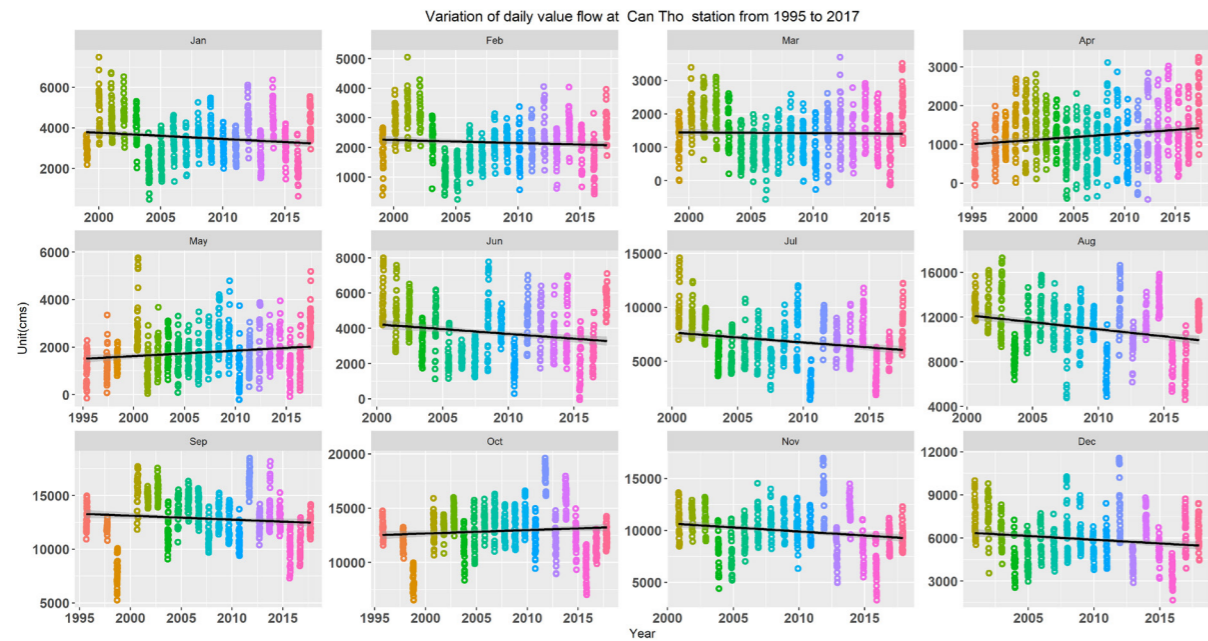 Variation of daily value flow at Can Tho station from 1995 to 2017
Jan Feb Mar Apr
6000
4000
2000
2000 2005 2010 2015
5000
4000
3000
2000
1000
2000 2005 2010 2015
3000
2000
1000
0
2000 2005 2010 2015
3000
2000
1000
0
1995 2000 2005 2010 2015
May Jun Jul Aug
6000
4000
2000
0
1995 2000 2005 2010 2015
8000
6000
4000
2000
0
2000 2005 2010 2015
15000
10000
5000
2000 2005 2010 2015
16000
12000
8000
4000
2000 2005 2010 2015
Unit(cms)
Sep Oct Nov Dec
15000
10000
5000
1995 2000 2005 2010 2015
20000
15000
10000
1995 2000 2005 2010 2015
15000
10000
5000
2000 2005 2010 2015
12000
9000
6000
3000
2000 2005 2010 2015
Year